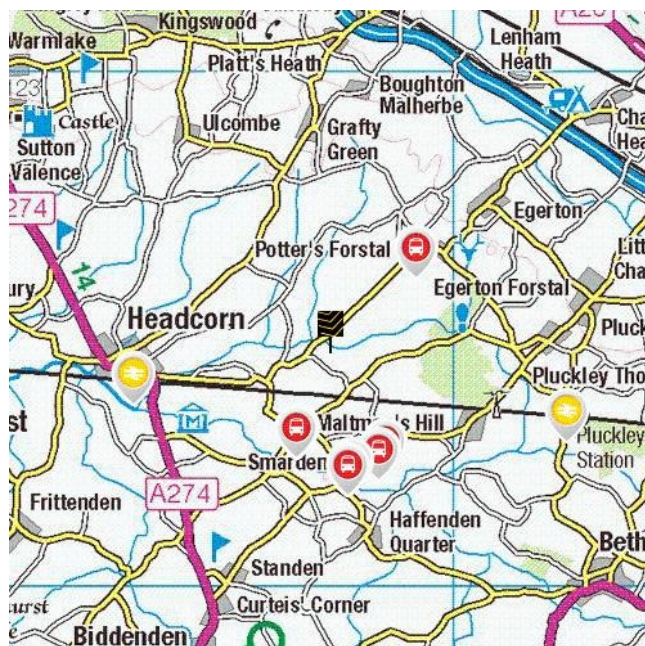 Kingswood
A20
Warmlake
Platt's Heath
Lenham
Heath
Boughton
Malherbe
Castle
Ulcombe
Grafty
Green
Sutton
Valence
274
Egerton
Potter's Forstal
14
Egerton Forstal
Headcorn
Pluckley Tho
Pluckley
Station
Smarden
A274
Frittenden
Haffenden
Quarter
Beth
Standen
Curteis Corner
Biddenden